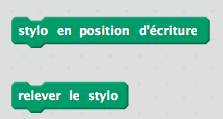 stylo en position d'écriture
relever le stylo